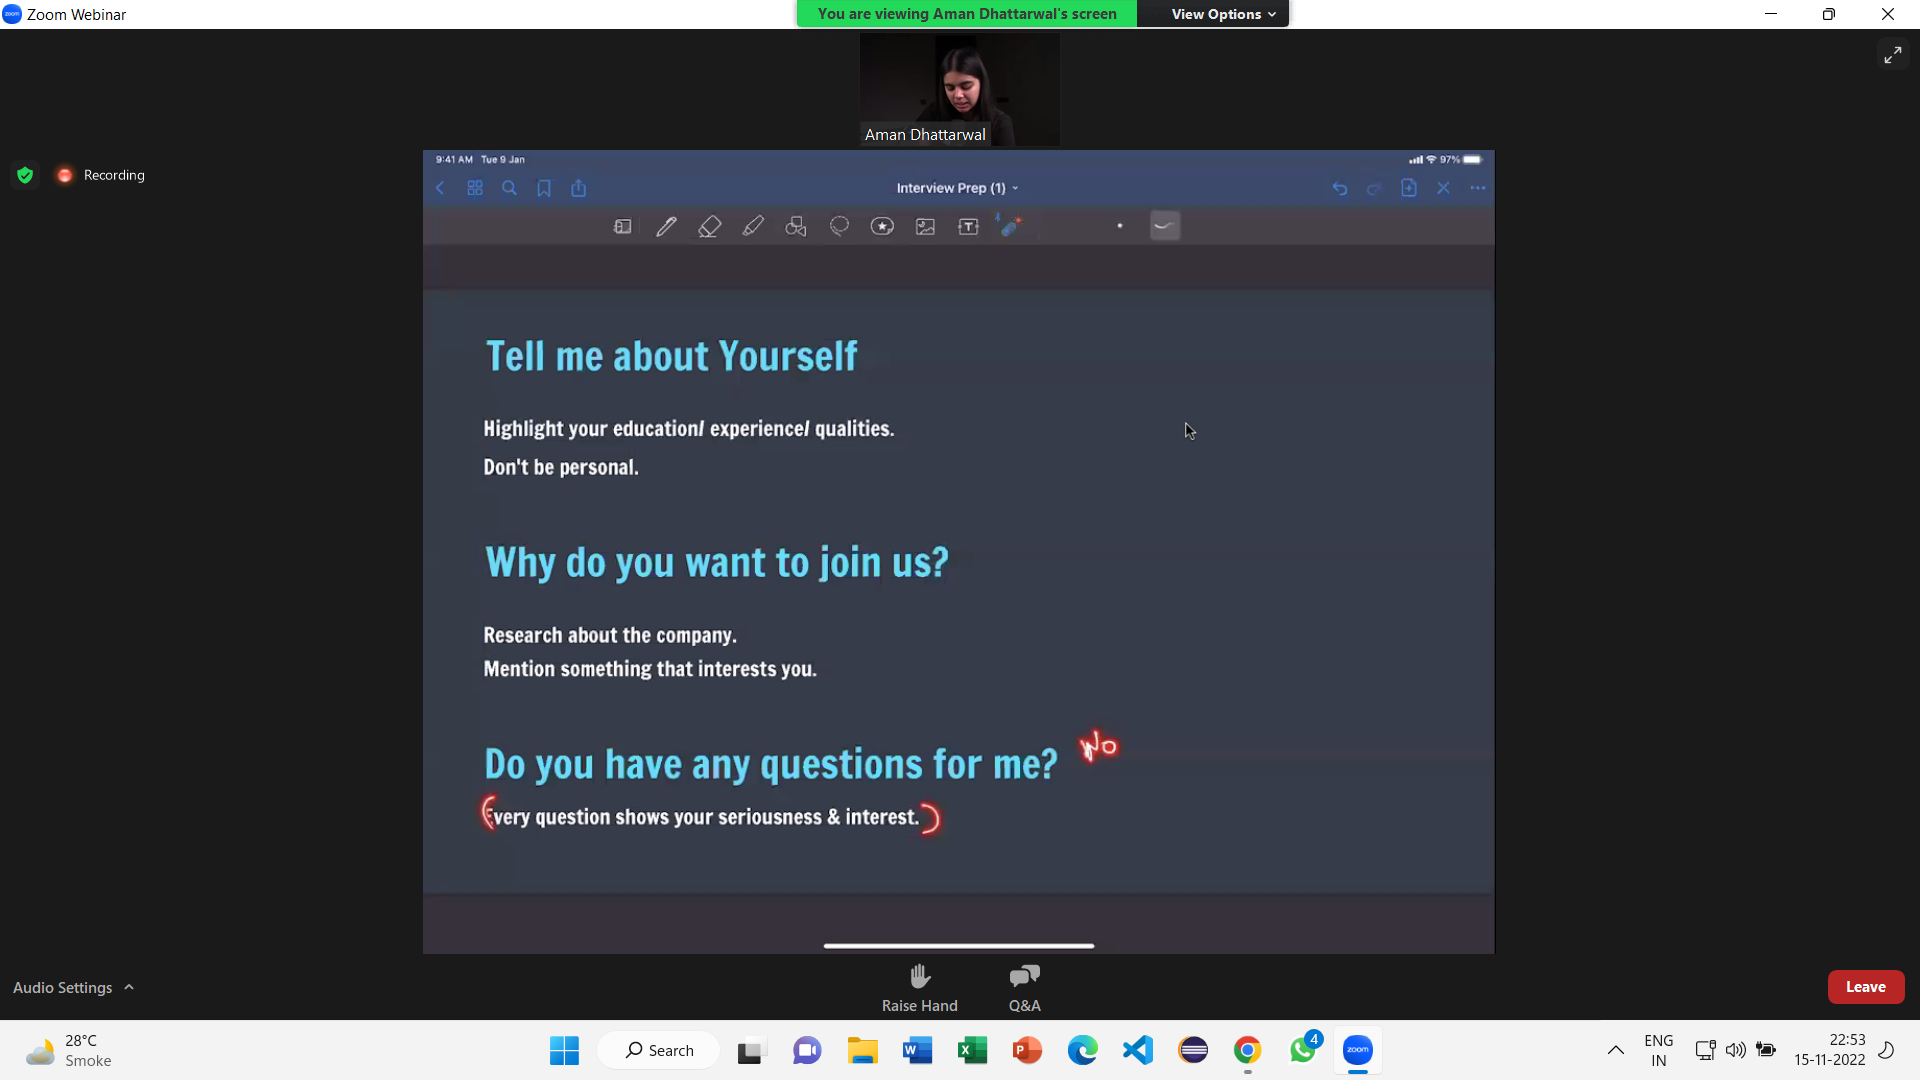 Zoom Webinar
You are viewing Aman Dhattarwal's screen
View Options
Aman Dhattarwal
Recording
9:41 AM Tue 9 Jan
97%
Interview Prep (1)
Tell me about Yourself
Highlight your education/ experience/ qualities.
Don't be personal.
Why do you want to join us?
Research about the company.
Mention something that interests you.
Do you have any questions for me?
No
Every question shows your seriousness & interest.
Audio Settings
Raise Hand
Q&A
Leave
28°C
Smoke
Search
4
zoom
ENG
IN
22:53
15-11-2022